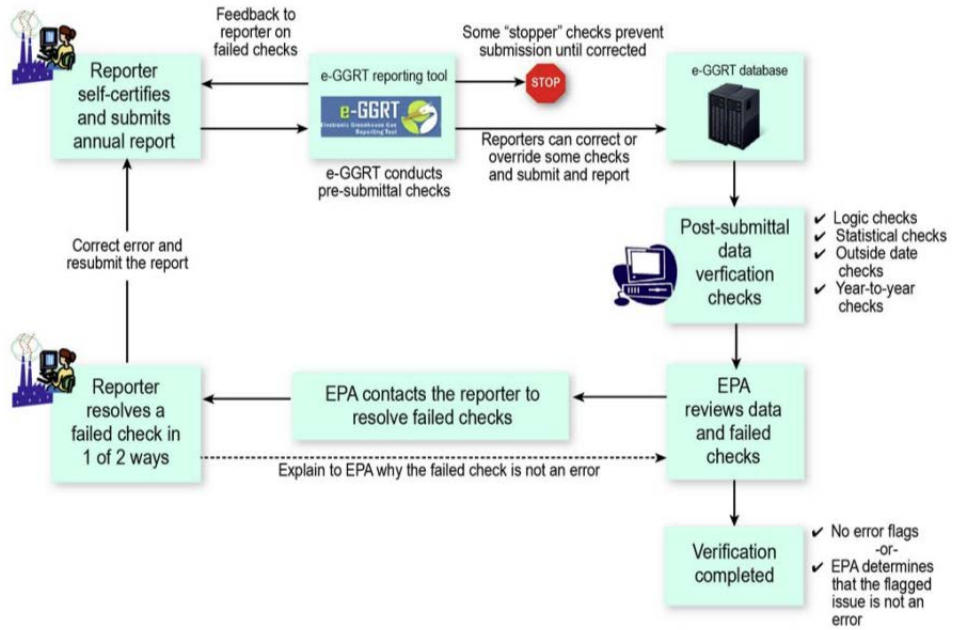 Feedback to
reporter on
failed checks
Some “stopper” checks prevent
submission until corrected
Reporter
self-certifies
and submits
annual report
e-GGRT reporting tool
e-GGRT
Electronic Greenhouse Gas
Reporting Tool
e-GGRT conducts
pre-submittal checks
STOP
Reporters can correct or
override some checks
and submit and report
e-GGRT database
Post-submittal
data
verfication
checks
✔ Logic checks
✔ Statistical checks
✔ Outside date
checks
✔ Year-to-year
checks
Correct error and
resubmit the report
Reporter
resolves a
failed check in
1 of 2 ways
EPA contacts the reporter to
resolve failed checks
EPA
reviews data
and failed
checks
Explain to EPA why the failed check is not an error
Verification
completed
✔ No error flags
-or-
✔ EPA determines
that the flagged
issue is not an
error